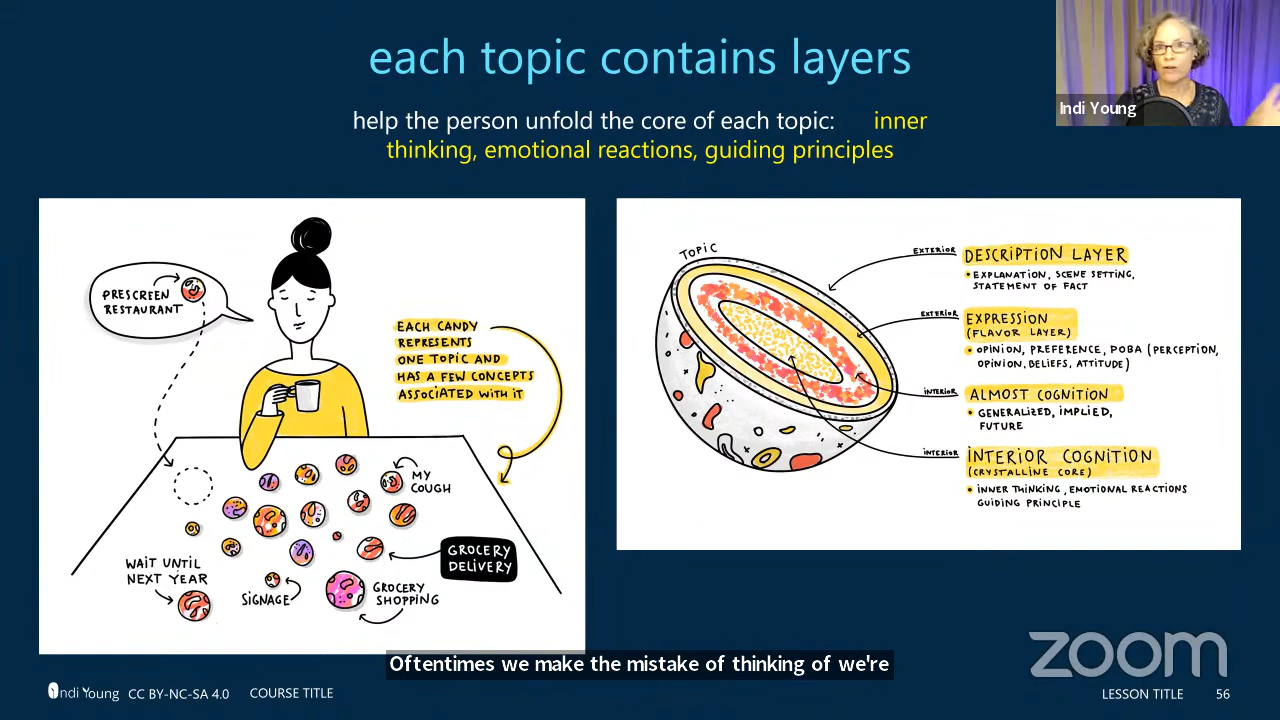 each topic contains layers
help the person unfold the core of each topic: inner
thinking, emotional reactions, guiding principles
Indi Young
PRESCREEN
RESTAURANT
EACH CANDY
REPRESENTS
ONE TOPIC AND
HAS A FEW CONCEPTS
ASSOCIATED WITH IT
MY
COUGH
GROCERY
DELIVERY
WAIT UNTIL
NEXT YEAR
SIGNAGE
GROCERY
SHOPPING
TOPIC
EXTERIOR
DESCRIPTION LAYER
• EXPLANATION, SCENE SETTING,
STATEMENT OF FACT
EXTERIOR
EXPRESSION
(FLAVOR LAYER)
• OPINION, PREFERENCE, POBA (PERCEPTION,
OPINION, BELIEFS, ATTITUDE)
INTERIOR
ALMOST COGNITION
• GENERALIZED, IMPLIED,
FUTURE
INTERIOR
INTERIOR COGNITION
(CRYSTALLINE CORE)
• INNER THINKING, EMOTIONAL REACTIONS
GUIDING PRINCIPLE
Oftentimes we make the mistake of thinking of we're
zoom
Indi Young CC BY-NC-SA 4.0 COURSE TITLE
LESSON TITLE 56